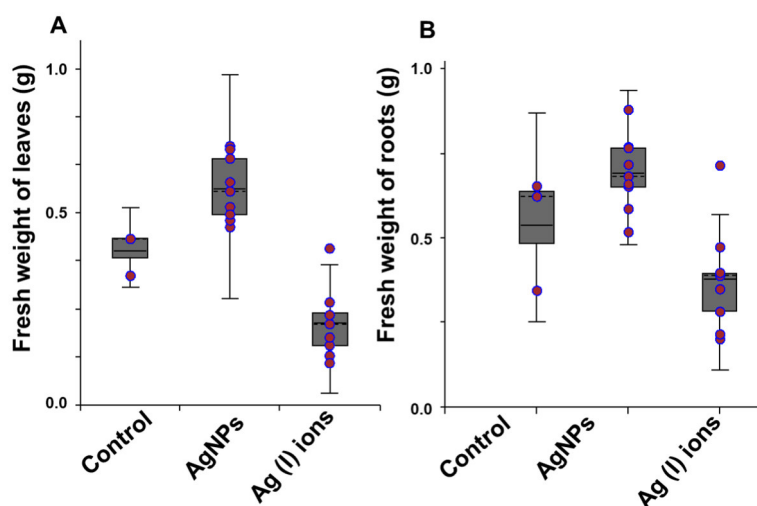 A
Fresh weight of leaves (g)
1.0
0.5
0.0
Control
AgNPs
Ag (I) ions
B
Fresh weight of roots (g)
1.0
0.5
0.0
Control
AgNPs
Ag (I) ions